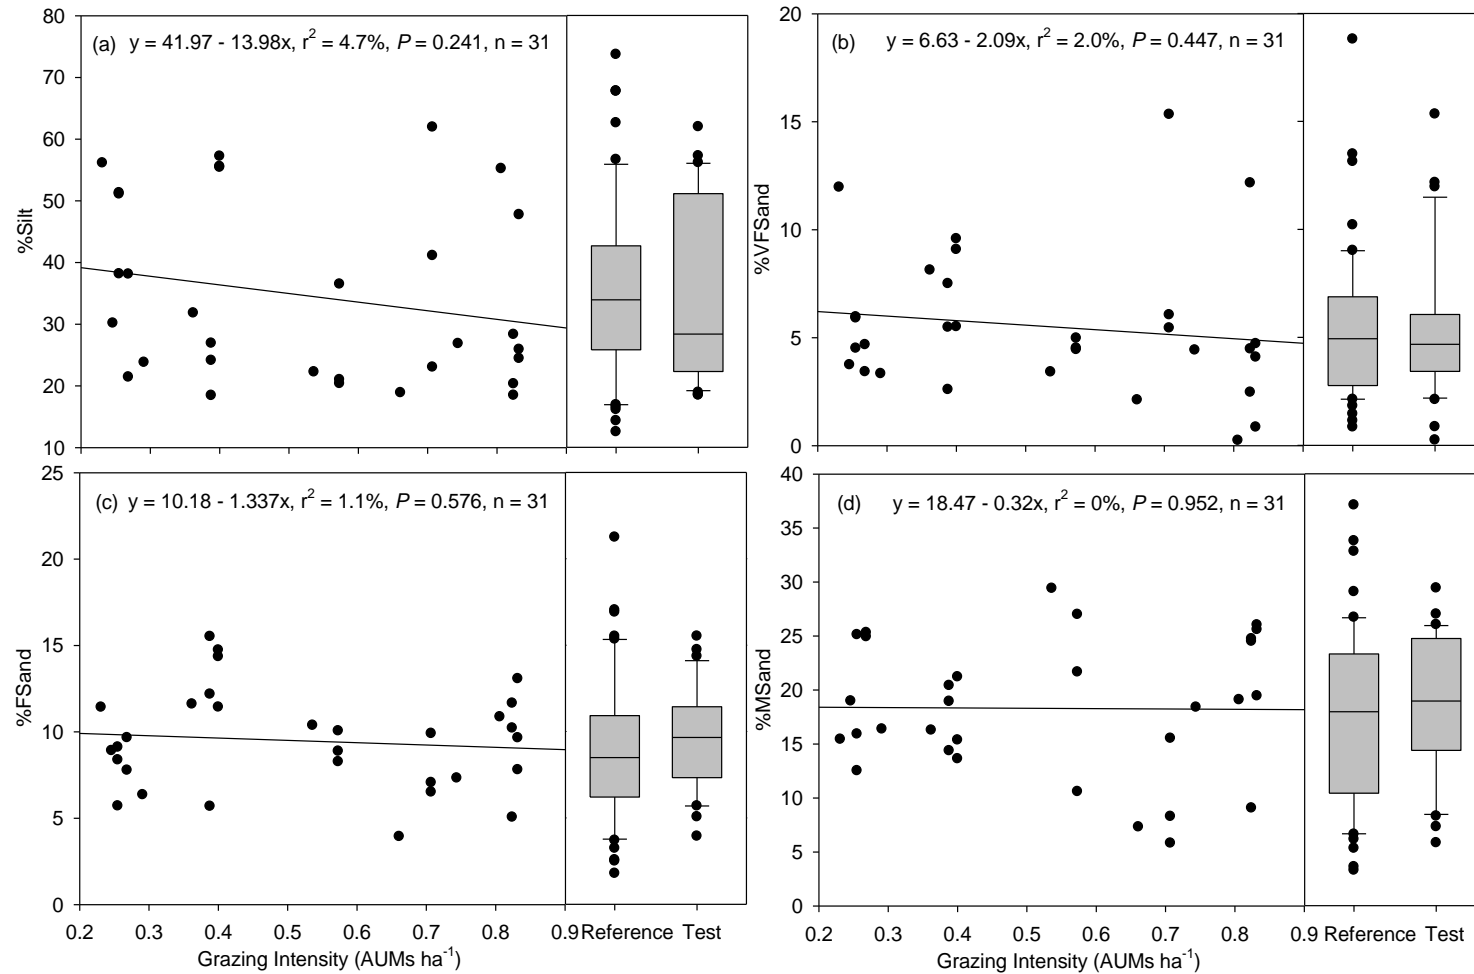 (a) y = 41.97 - 13.98x, r² = 4.7%, P = 0.241, n = 31
80
70
60
50
40
30
20
10
%Silt
(b) y = 6.63 - 2.09x, r² = 2.0%, P = 0.447, n = 31
20
15
10
5
0
%VFSand
(c) y = 10.18 - 1.337x, r² = 1.1%, P = 0.576, n = 31
25
20
15
10
5
0
%FSand
0.2 0.3 0.4 0.5 0.6 0.7 0.8 0.9 Reference Test
Grazing Intensity (AUMs ha⁻¹)
(d) y = 18.47 - 0.32x, r² = 0%, P = 0.952, n = 31
40
35
30
25
20
15
10
5
0
%MSand
0.2 0.3 0.4 0.5 0.6 0.7 0.8 0.9 Reference Test
Grazing Intensity (AUMs ha⁻¹)